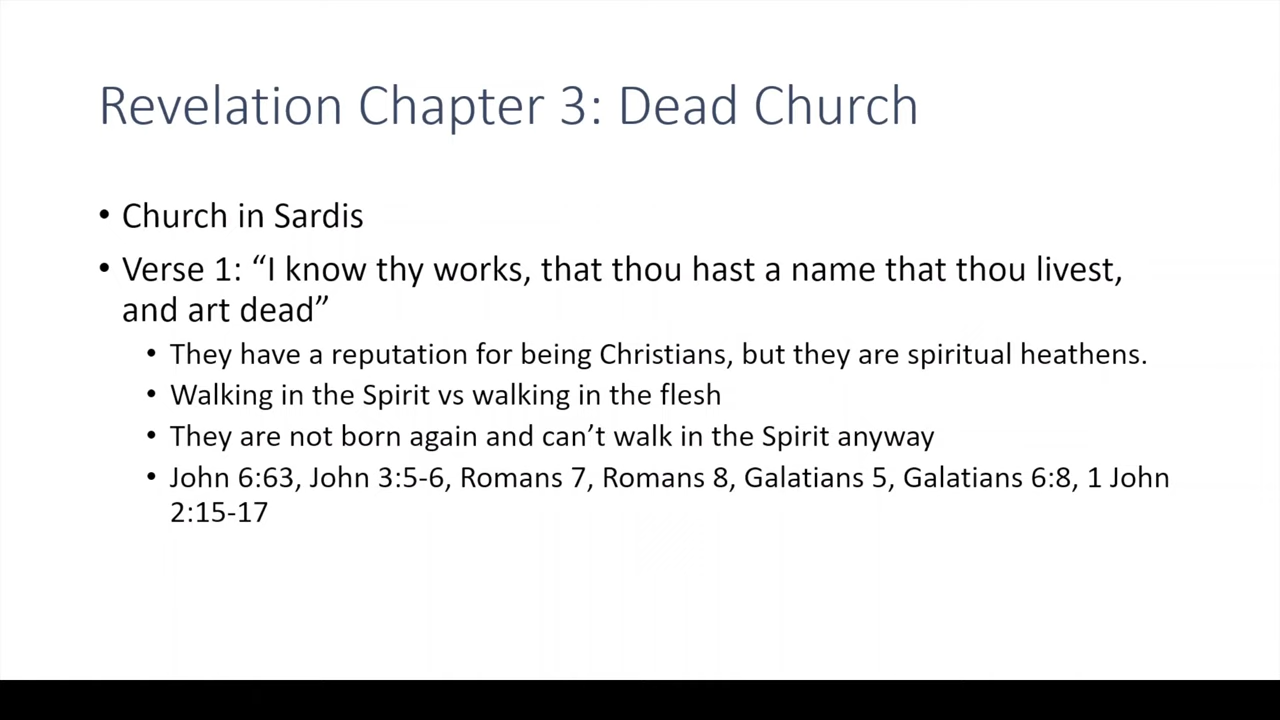 Revelation Chapter 3: Dead Church
• Church in Sardis
• Verse 1: “I know thy works, that thou hast a name that thou livest,
and art dead”
• They have a reputation for being Christians, but they are spiritual heathens.
• Walking in the Spirit vs walking in the flesh
• They are not born again and can’t walk in the Spirit anyway
• John 6:63, John 3:5-6, Romans 7, Romans 8, Galatians 5, Galatians 6:8, 1 John
2:15-17